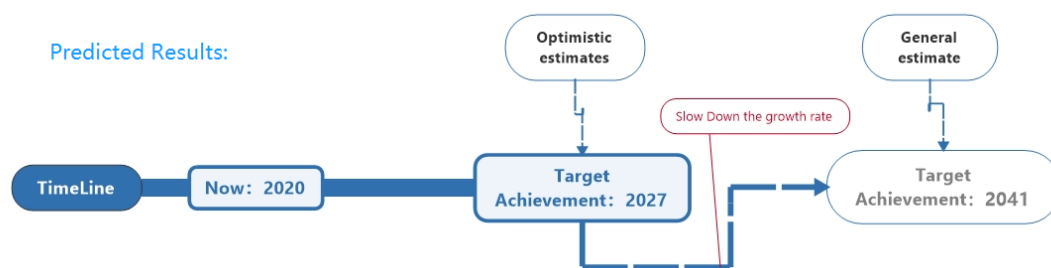 Predicted Results:
Optimistic
estimates
General
estimate
Slow Down the growth rate
TimeLine
Now: 2020
Target
Achievement: 2027
Target
Achievement: 2041